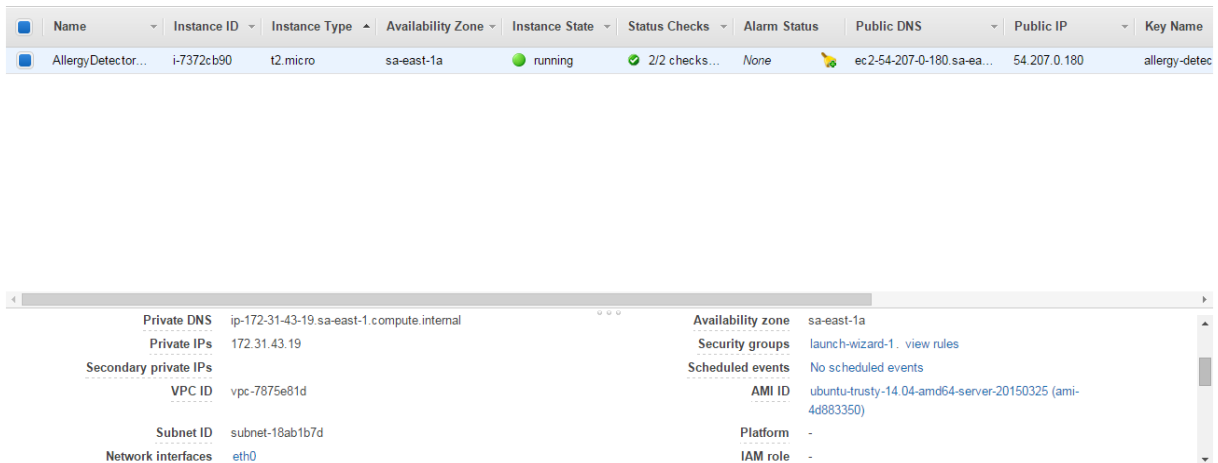 Name Instance ID Instance Type Availability Zone Instance State Status Checks Alarm Status Public DNS Public IP Key Name
AllergyDetector... i-7372cb90 t2.micro sa-east-1a running 2/2 checks... None ec2-54-207-0-180.sa-ea... 54.207.0.180 allergy-detec
Private DNS ip-172-31-43-19.sa-east-1.compute.internal Availability zone sa-east-1a
Private IPs 172.31.43.19 Security groups launch-wizard-1. view rules
Secondary private IPs Scheduled events No scheduled events
VPC ID vpc-7875e81d AMI ID ubuntu-trusty-14.04-amd64-server-20150325 (ami-
4d883350)
Subnet ID subnet-18ab1b7d Platform -
Network interfaces eth0 IAM role -